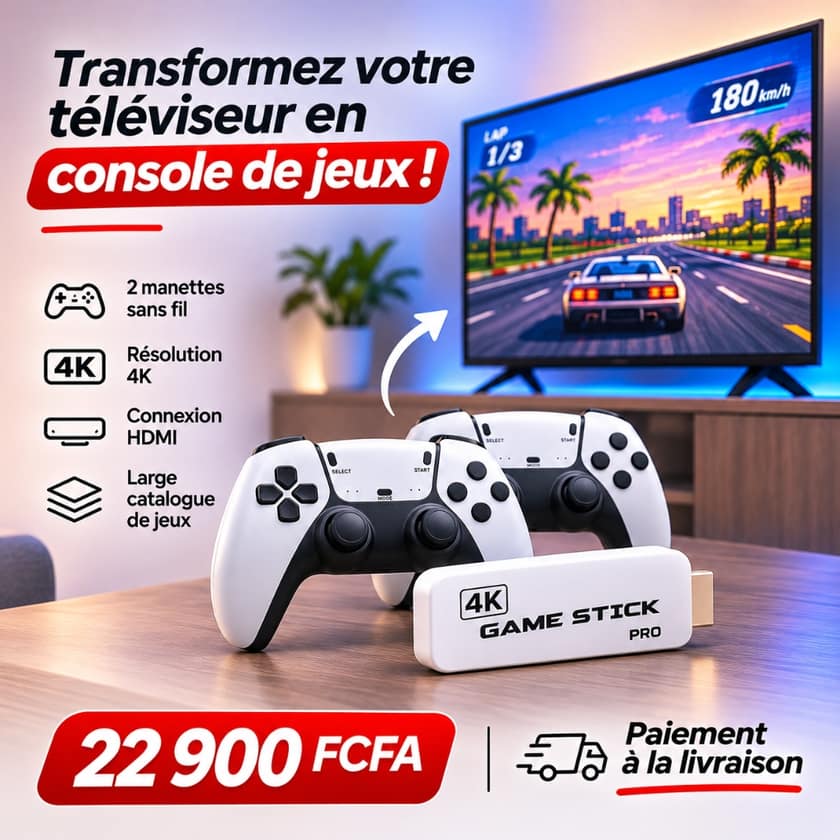 Transformez votre
téléviseur en
console de jeux !
LAP
1/3
180 km/h
2 manettes
sans fil
4K
Résolution
4K
Connexion
HDMI
Large
catalogue
de jeux
SELECT
START
MODE
SELECT
START
MODE
4K
GAME STICK
PRO
22 900 FCFA
Paiement
à la livraison